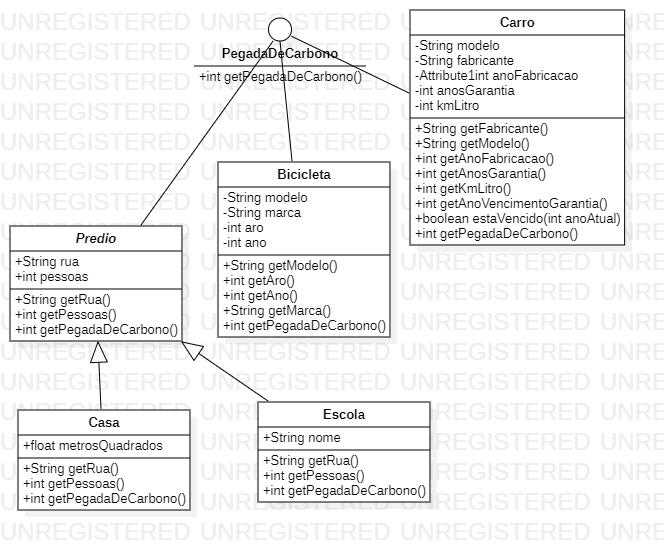 PegadaDeCarbono
+int getPegadaDeCarbono()
Carro
-String modelo
-String fabricante
-Attribute1int anoFabricacao
-int anosGarantia
-int kmLitro
+String getFabricante()
+String getModelo()
+int getAnoFabricacao()
+int getAnosGarantia()
+int getKmLitro()
+int getAnoVencimentoGarantia()
+boolean estaVencido(int anoAtual)
+int getPegadaDeCarbono()
Bicicleta
-String modelo
-String marca
-int aro
-int ano
+String getModelo()
+int getAro()
+int getAno()
+String getMarca()
+int getPegadaDeCarbono()
Predio
+String rua
+int pessoas
+String getRua()
+int getPessoas()
+int getPegadaDeCarbono()
Casa
+float metrosQuadrados
+String getRua()
+int getPessoas()
+int getPegadaDeCarbono()
Escola
+String nome
+String getRua()
+int getPessoas()
+int getPegadaDeCarbono()
UNREGISTERED UNREGISTERED UNREGISTERED